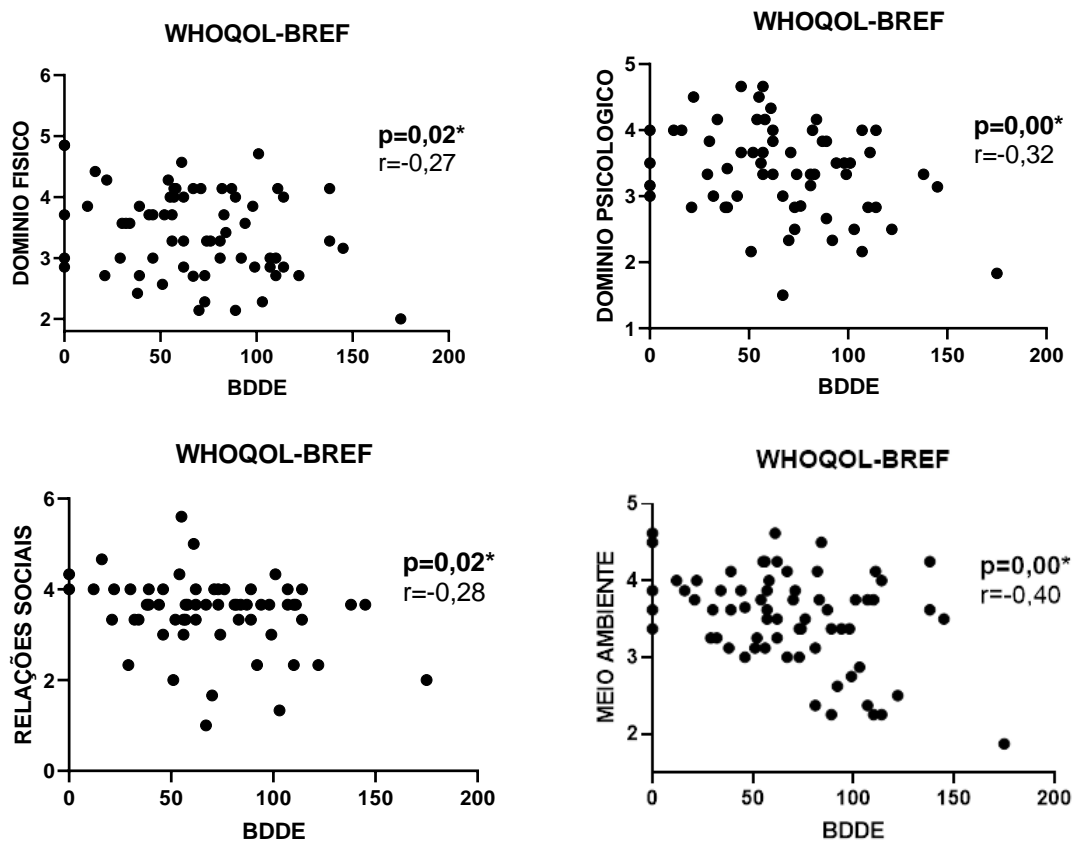 WHOQOL-BREF
6
5
4
3
2
DOMINIO FISICO
p=0,02*
r=-0,27
0 50 100 150 200
BDDE
WHOQOL-BREF
5
4
3
2
1
DOMINIO PSICOLOGICO
p=0,00*
r=-0,32
0 50 100 150 200
BDDE
WHOQOL-BREF
6
4
2
0
RELAÇÕES SOCIAIS
p=0,02*
r=-0,28
0 50 100 150 200
BDDE
WHOQOL-BREF
5
4
3
2
MEIO AMBIENTE
p=0,00*
r=-0,40
0 50 100 150 200
BDDE